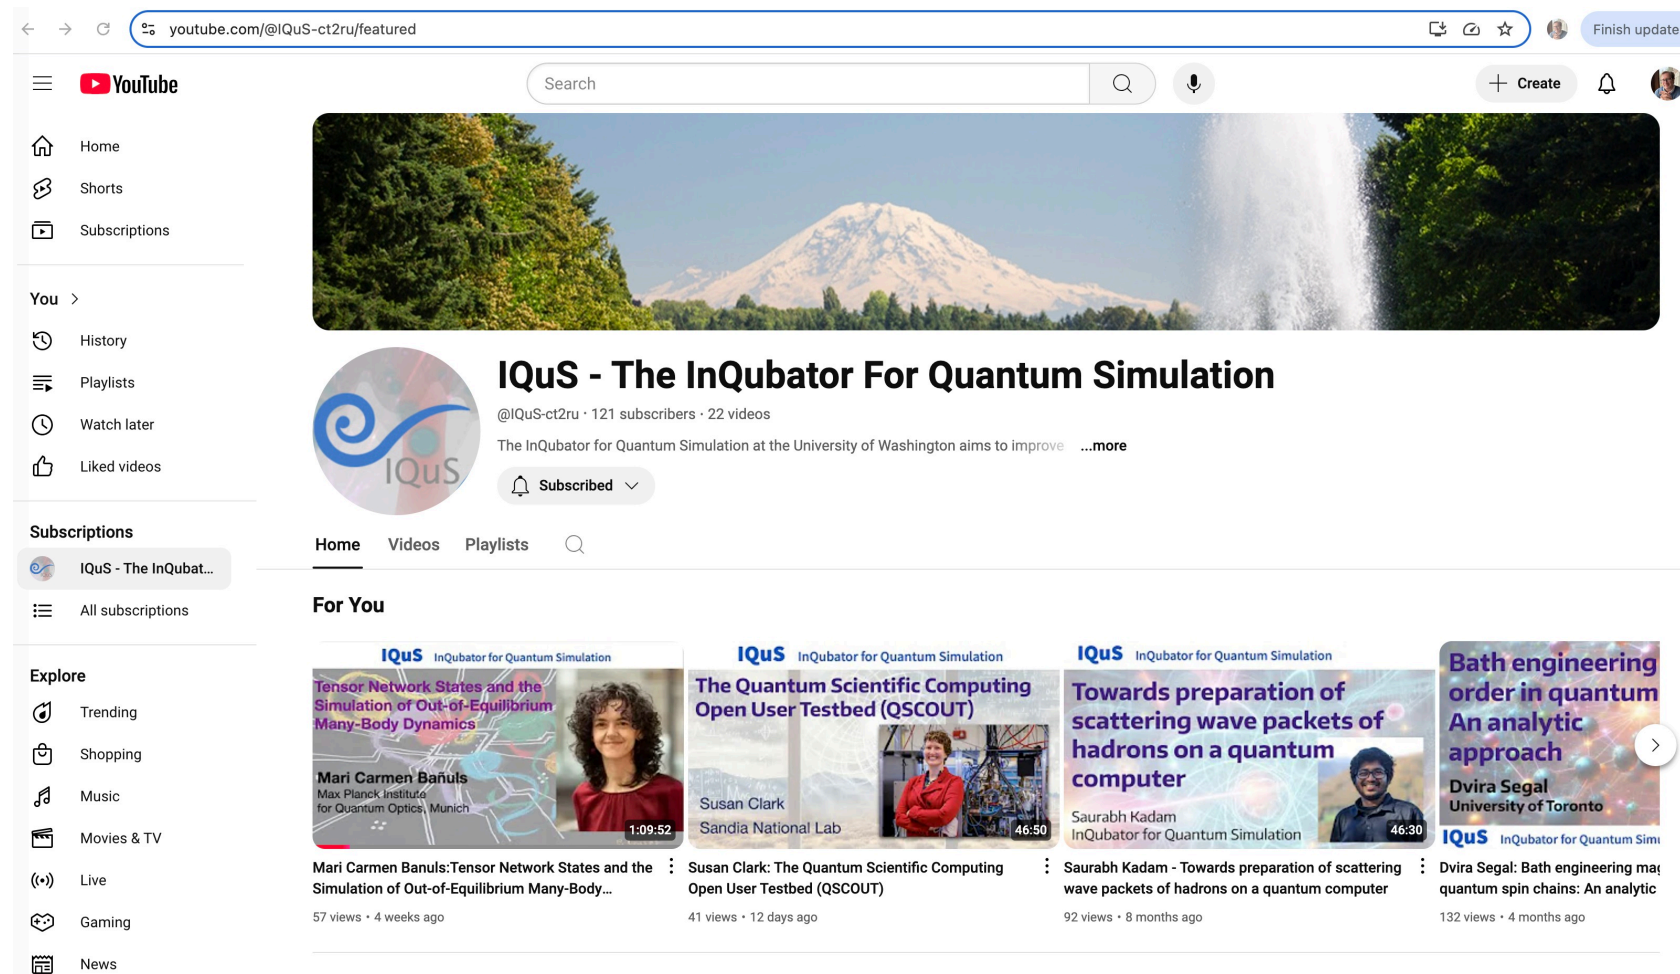 youtube.com/@IQuS-ct2ru/featured
Finish update
YouTube
Search
Create
Home
Shorts
Subscriptions
You
History
Playlists
Watch later
Liked videos
Subscriptions
IQuS - The InQubat...
All subscriptions
Explore
Trending
Shopping
Music
Movies & TV
Live
Gaming
News
IQuS
IQuS - The InQubator For Quantum Simulation
@IQuS-ct2ru · 121 subscribers · 22 videos
The InQubator for Quantum Simulation at the University of Washington aims to improve ...more
Subscribed
Home Videos Playlists
For You
IQuS InQubator for Quantum Simulation
Tensor Network States and the
Simulation of Out-of-Equilibrium
Many-Body Dynamics
Mari Carmen Bañuls
Max Planck Institute
for Quantum Optics, Munich
1:09:52
Mari Carmen Banuls:Tensor Network States and the
Simulation of Out-of-Equilibrium Many-Body...
57 views • 4 weeks ago
IQuS InQubator for Quantum Simulation
The Quantum Scientific Computing
Open User Testbed (QSCOUT)
Susan Clark
Sandia National Lab
46:50
Susan Clark: The Quantum Scientific Computing
Open User Testbed (QSCOUT)
41 views • 12 days ago
IQuS InQubator for Quantum Simulation
Towards preparation of
scattering wave packets of
hadrons on a quantum
computer
Saurabh Kadam
InQubator for Quantum Simulation
46:30
Saurabh Kadam - Towards preparation of scattering
wave packets of hadrons on a quantum computer
92 views • 8 months ago
Bath engineering
order in quantum
An analytic
approach
Dvira Segal
University of Toronto
IQuS InQubator for Quantum
Dvira Segal: Bath engineering
quantum spin chains: An analytic
132 views • 4 months ago